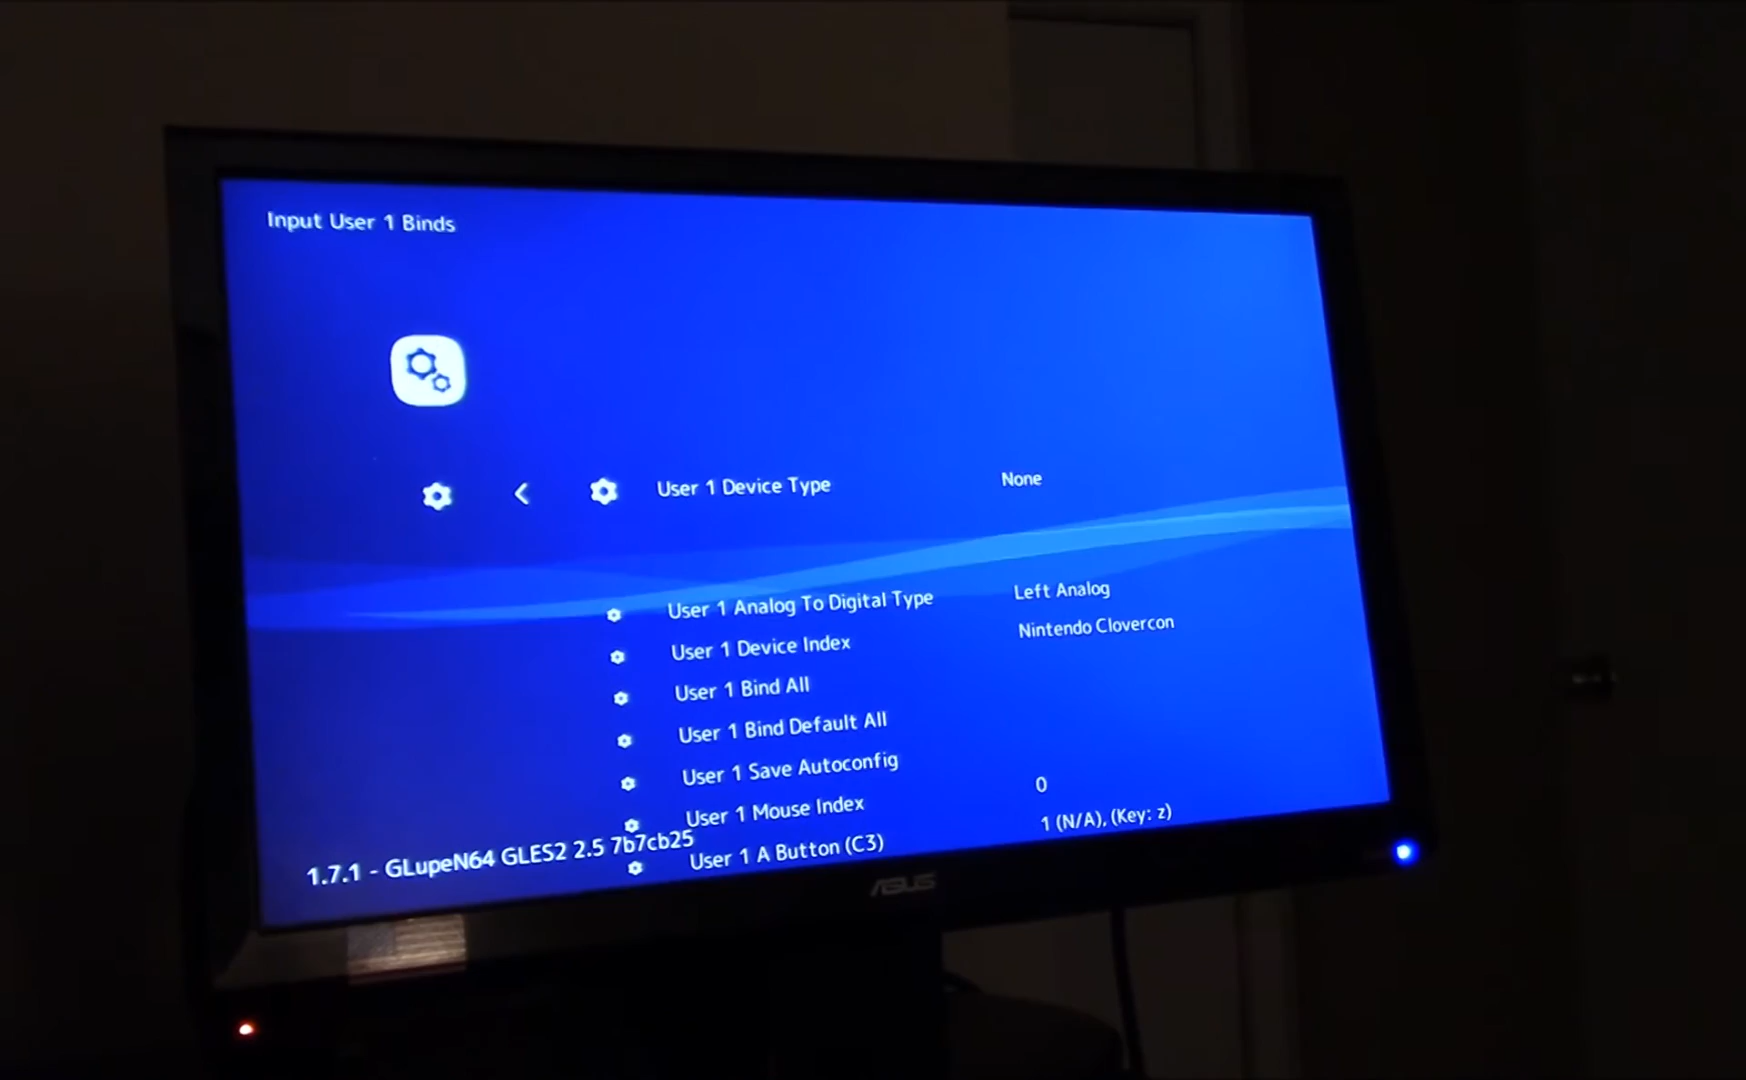 Input User 1 Binds
User 1 Device Type None
User 1 Analog To Digital Type Left Analog
User 1 Device Index Nintendo Clovercon
User 1 Bind All
User 1 Bind Default All
User 1 Save Autoconfig
User 1 Mouse Index 0
User 1 A Button (C3) 1 (N/A), (Key: z)
1.7.1 - GLupeN64 GLES2 2.5 7b7cb25
ASUS